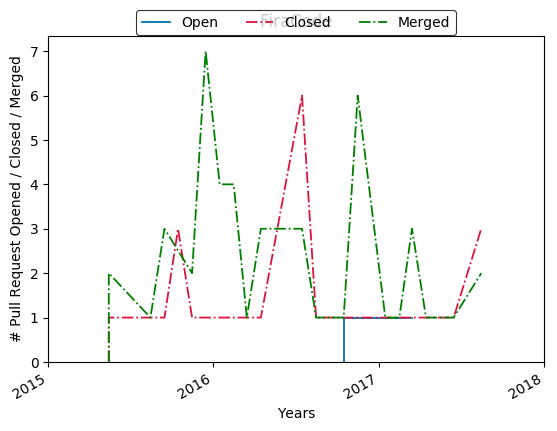 FiraCode
Open Closed Merged
# Pull Request Opened / Closed / Merged
7
6
5
4
3
2
1
0
2015 2016 2017 2018
Years